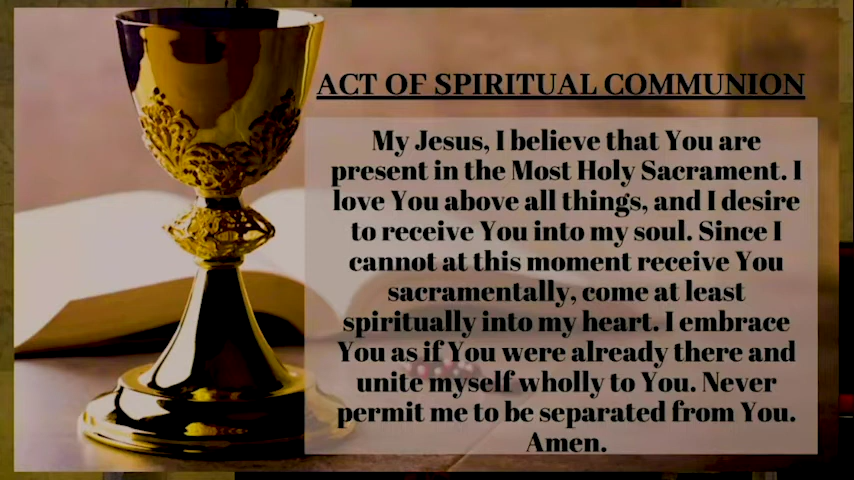 ACT OF SPIRITUAL COMMUNION
My Jesus, I believe that You are
present in the Most Holy Sacrament. I
love You above all things, and I desire
to receive You into my soul. Since I
cannot at this moment receive You
sacramentally, come at least
spiritually into my heart. I embrace
You as if You were already there and
unite myself wholly to You. Never
permit me to be separated from You.
Amen.